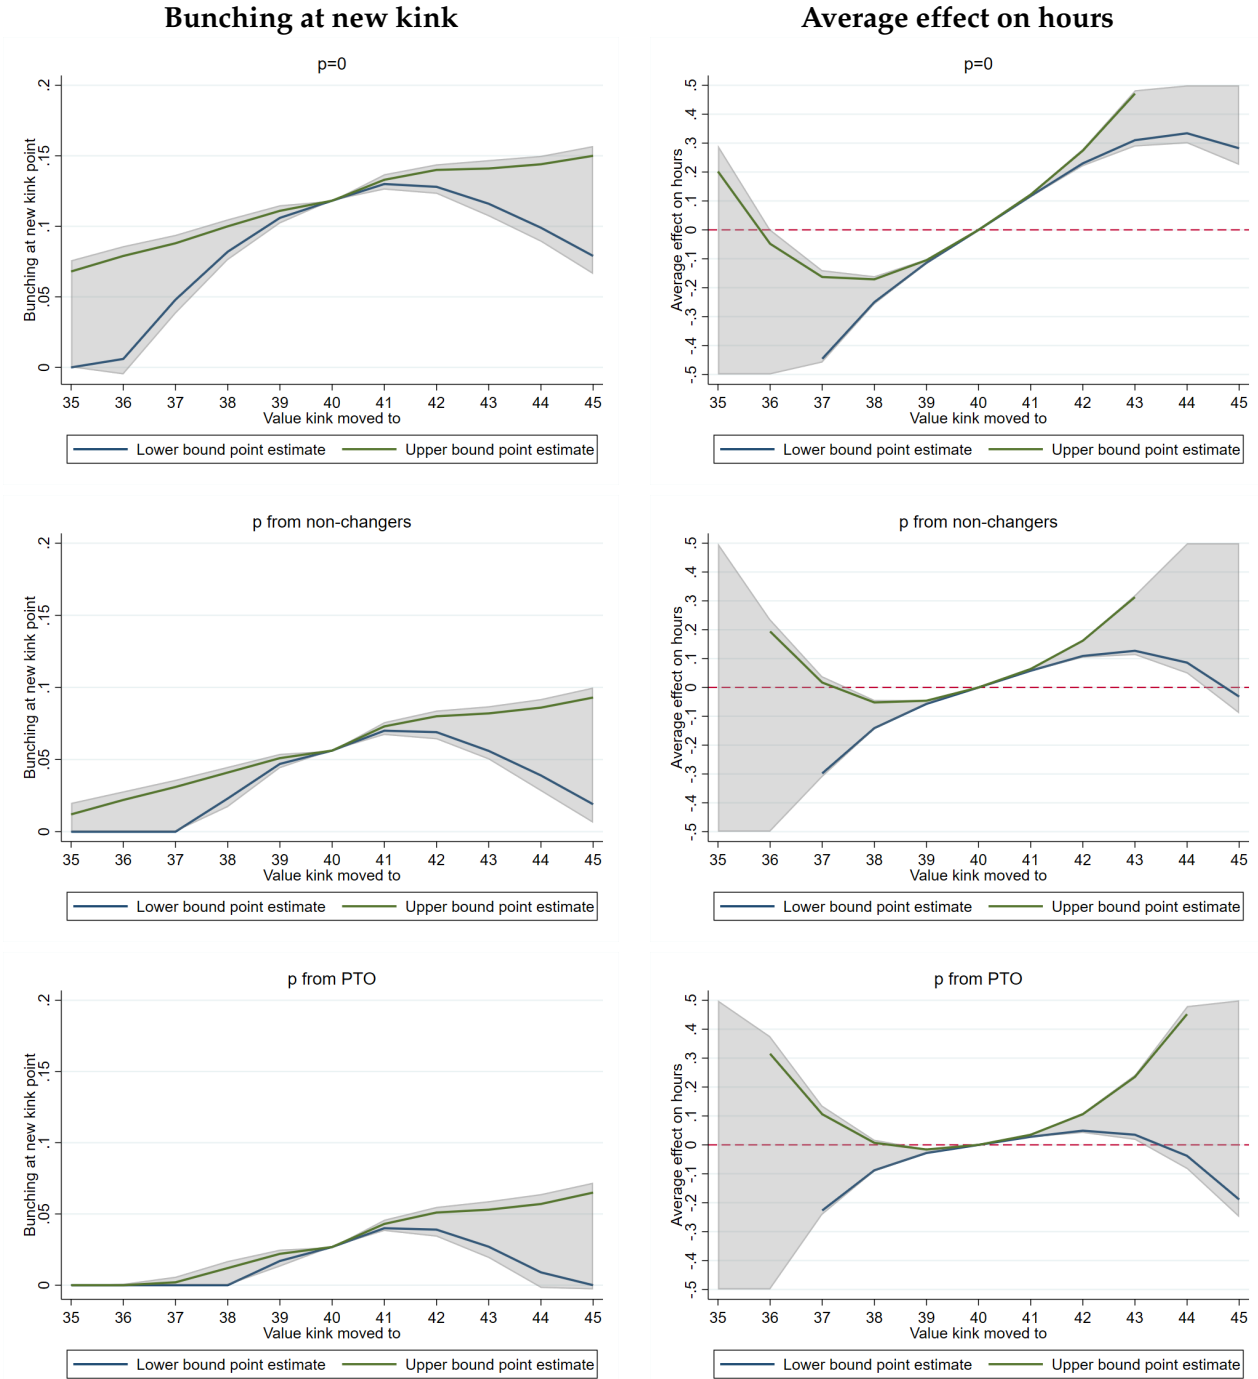 Bunching at new kink
Average effect on hours
p=0
Bunching at new kink point
0 .05 .1 .15 .2
35 36 37 38 39 40 41 42 43 44 45
Value kink moved to
Lower bound point estimate Upper bound point estimate
p=0
Average effect on hours
-.5 -.4 -.3 -.2 -.1 0 .1 .2 .3 .4 .5
35 36 37 38 39 40 41 42 43 44 45
Value kink moved to
Lower bound point estimate Upper bound point estimate
p from non-changers
Bunching at new kink point
0 .05 .1 .15 .2
35 36 37 38 39 40 41 42 43 44 45
Value kink moved to
Lower bound point estimate Upper bound point estimate
p from non-changers
Average effect on hours
-.5 -.4 -.3 -.2 -.1 0 .1 .2 .3 .4 .5
35 36 37 38 39 40 41 42 43 44 45
Value kink moved to
Lower bound point estimate Upper bound point estimate
p from PTO
Bunching at new kink point
0 .05 .1 .15 .2
35 36 37 38 39 40 41 42 43 44 45
Value kink moved to
Lower bound point estimate Upper bound point estimate
p from PTO
Average effect on hours
-.5 -.4 -.3 -.2 -.1 0 .1 .2 .3 .4 .5
35 36 37 38 39 40 41 42 43 44 45
Value kink moved to
Lower bound point estimate Upper bound point estimate